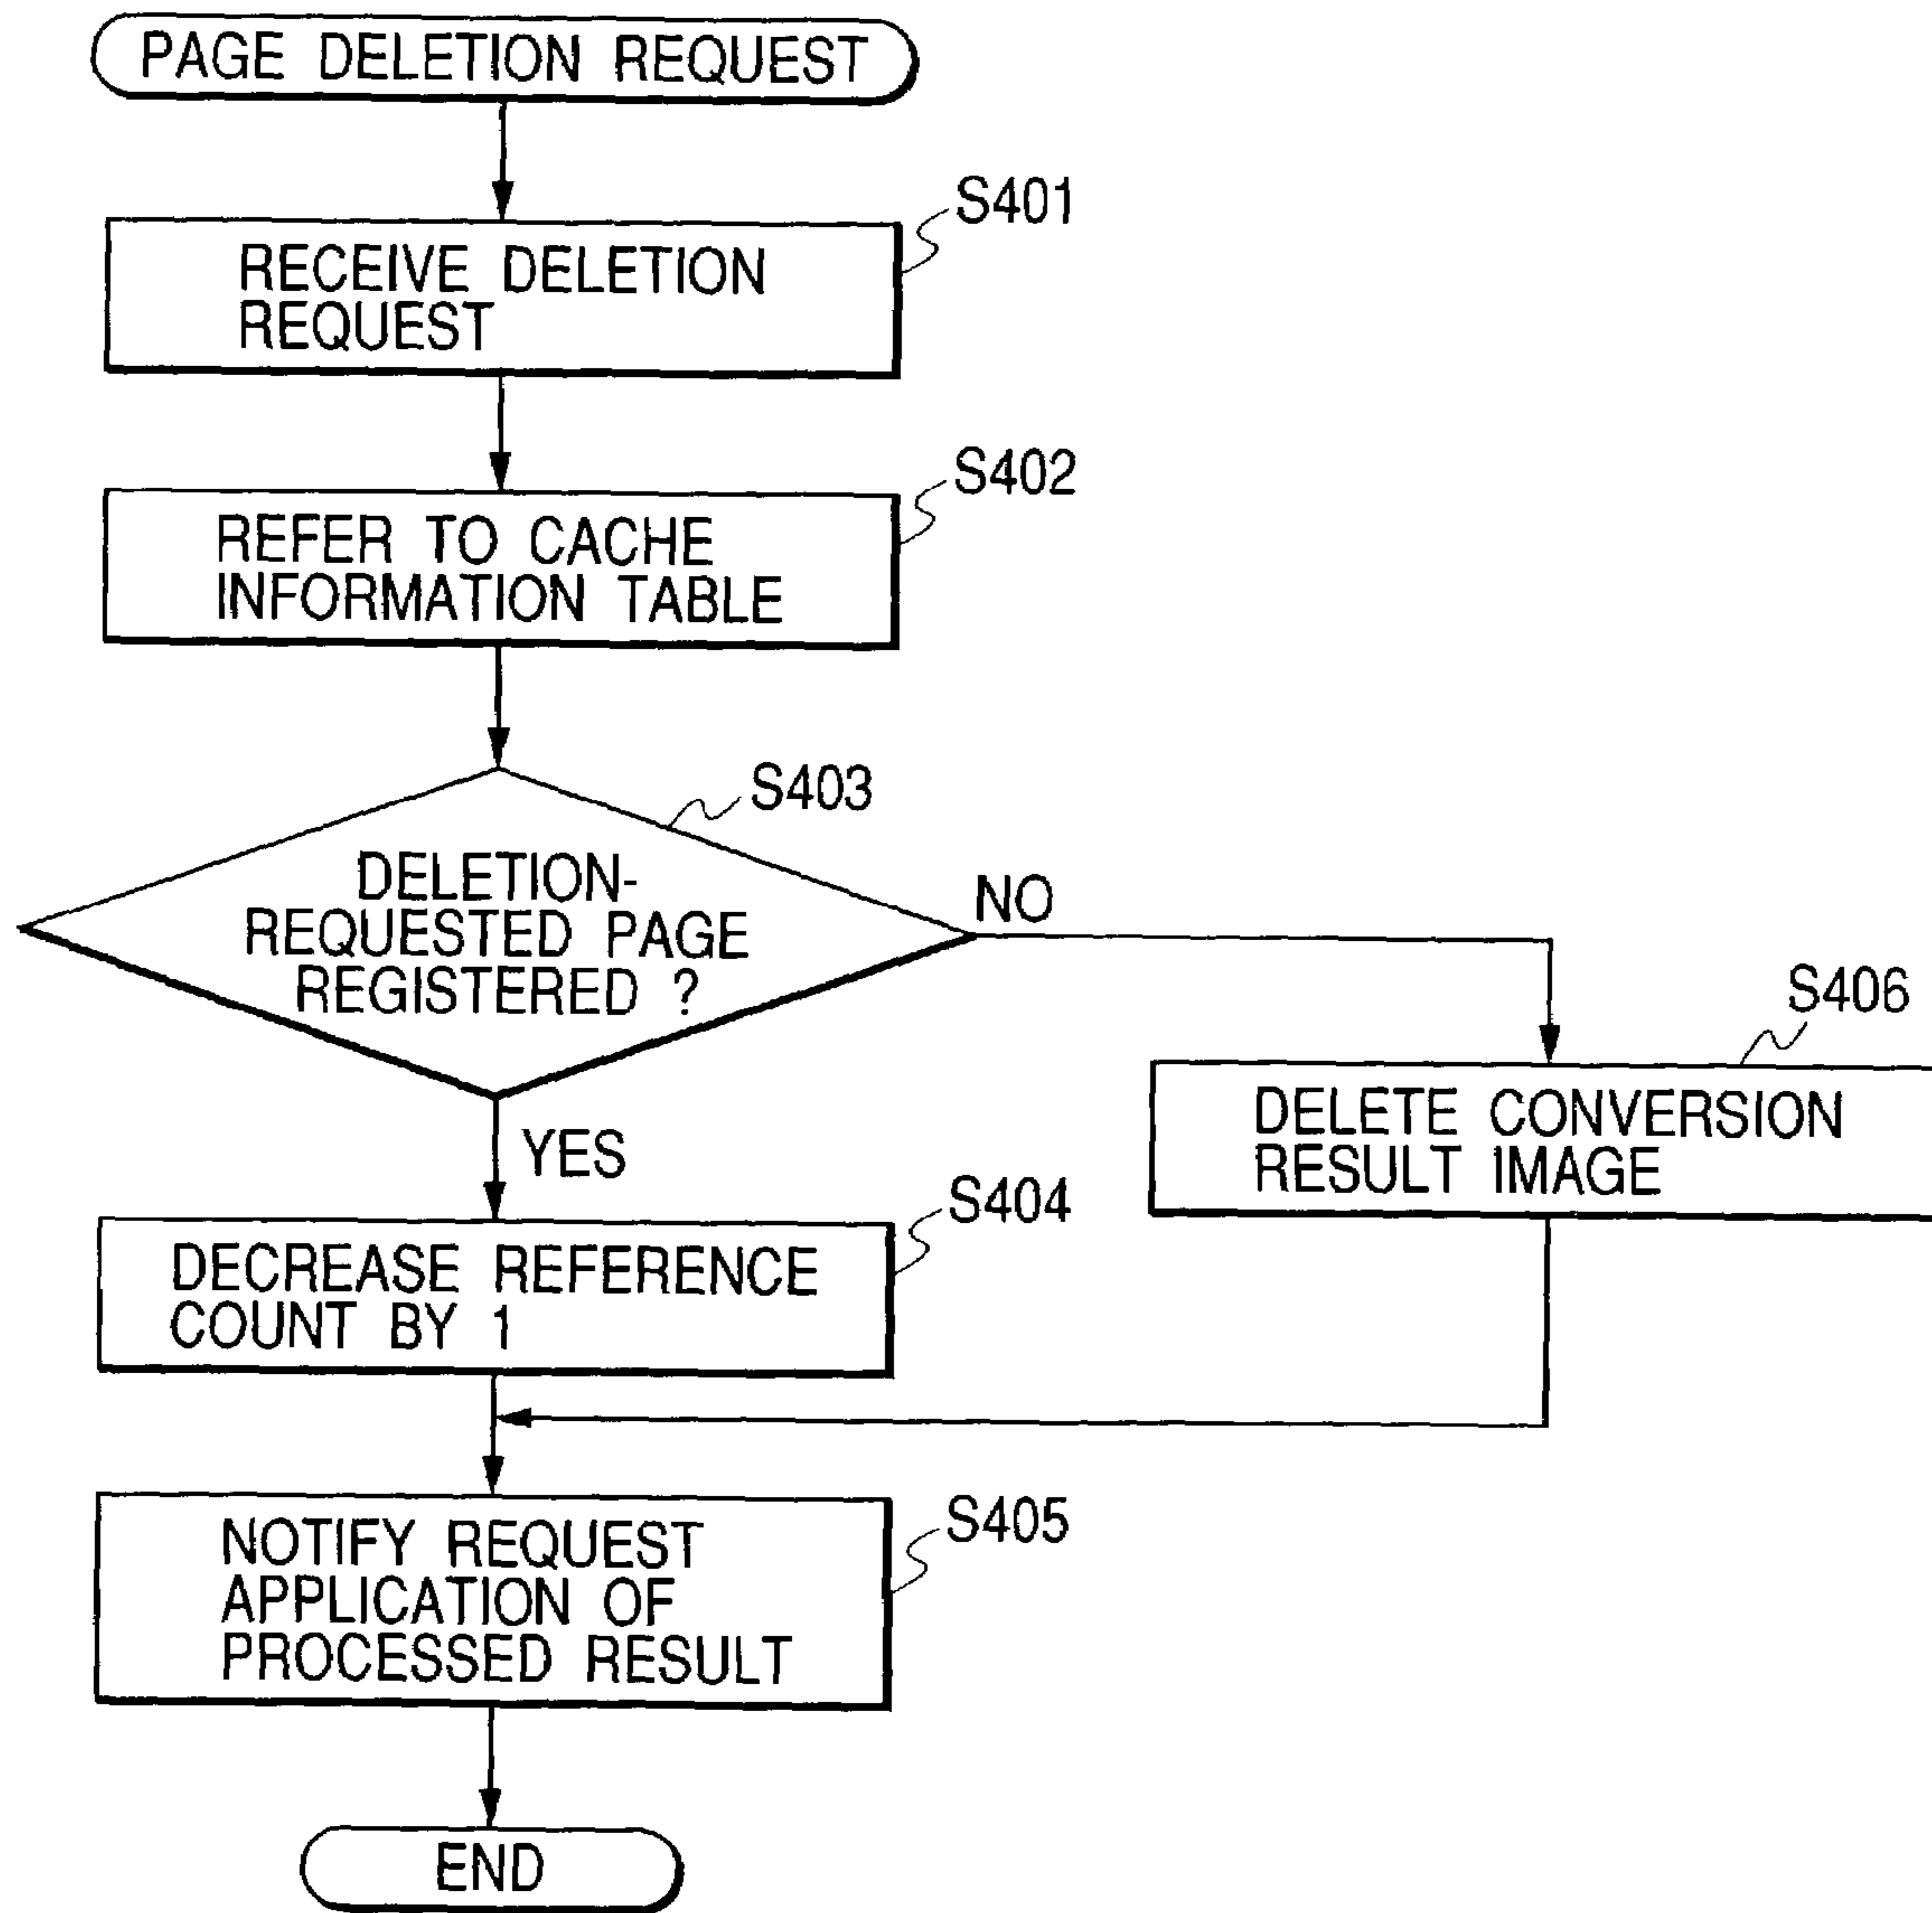 PAGE DELETION REQUEST
S401
RECEIVE DELETION
REQUEST
S402
REFER TO CACHE
INFORMATION TABLE
S403
DELETION-
REQUESTED PAGE
REGISTERED ?
NO
YES
S406
DELETE CONVERSION
RESULT IMAGE
S404
DECREASE REFERENCE
COUNT BY 1
S405
NOTIFY REQUEST
APPLICATION OF
PROCESSED RESULT
END